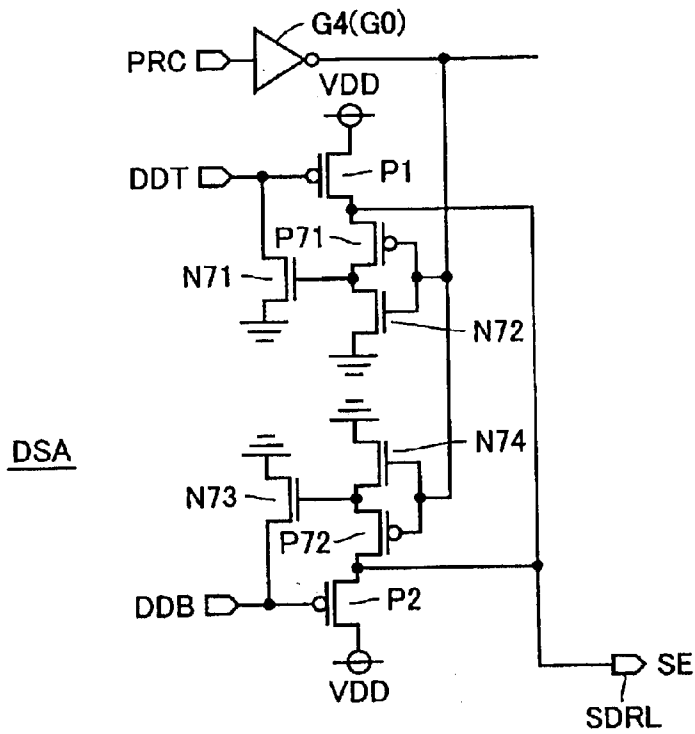 G4(G0)
PRC
VDD
DDT
P1
P71
N71
N72
DSA
N74
N73
P72
DDB
P2
VDD
SE
SDRL